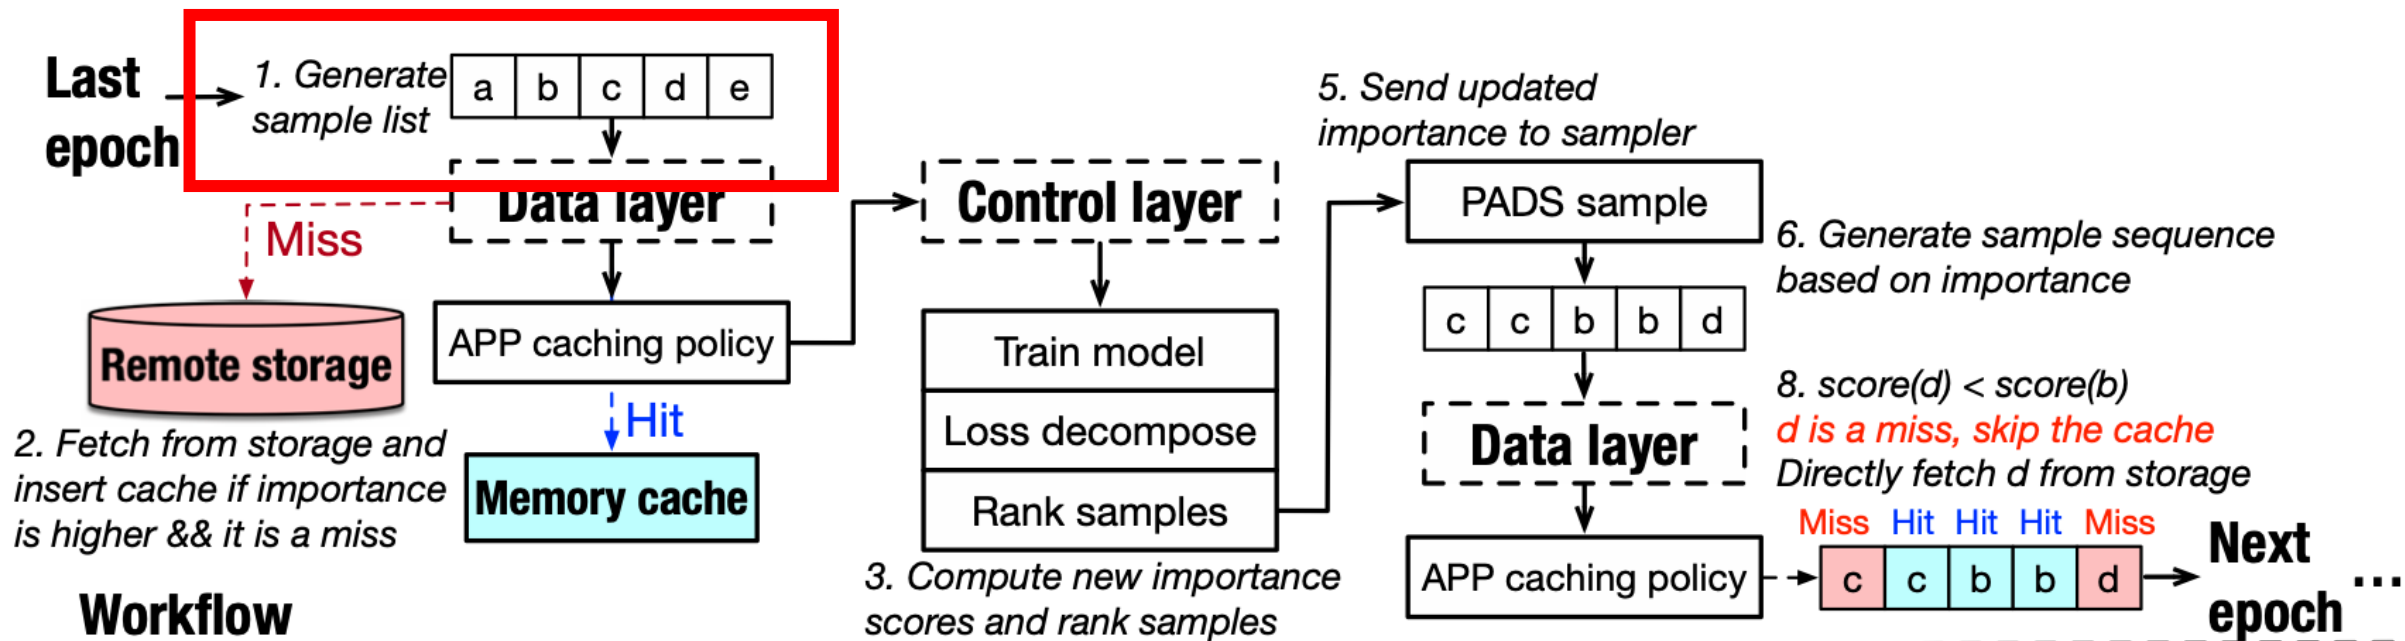 Last
epoch
1. Generate
sample list
a b c d e
Data layer
Miss
Remote storage
APP caching policy
Hit
Memory cache
2. Fetch from storage and
insert cache if importance
is higher && it is a miss
Workflow
Control layer
Train model
Loss decompose
Rank samples
3. Compute new importance
scores and rank samples
5. Send updated
importance to sampler
PADS sample
6. Generate sample sequence
based on importance
c c b b d
Data layer
8. score(d) < score(b)
d is a miss, skip the cache
Directly fetch d from storage
APP caching policy
Miss Hit Hit Hit Miss
c c b b d
Next
epoch
...